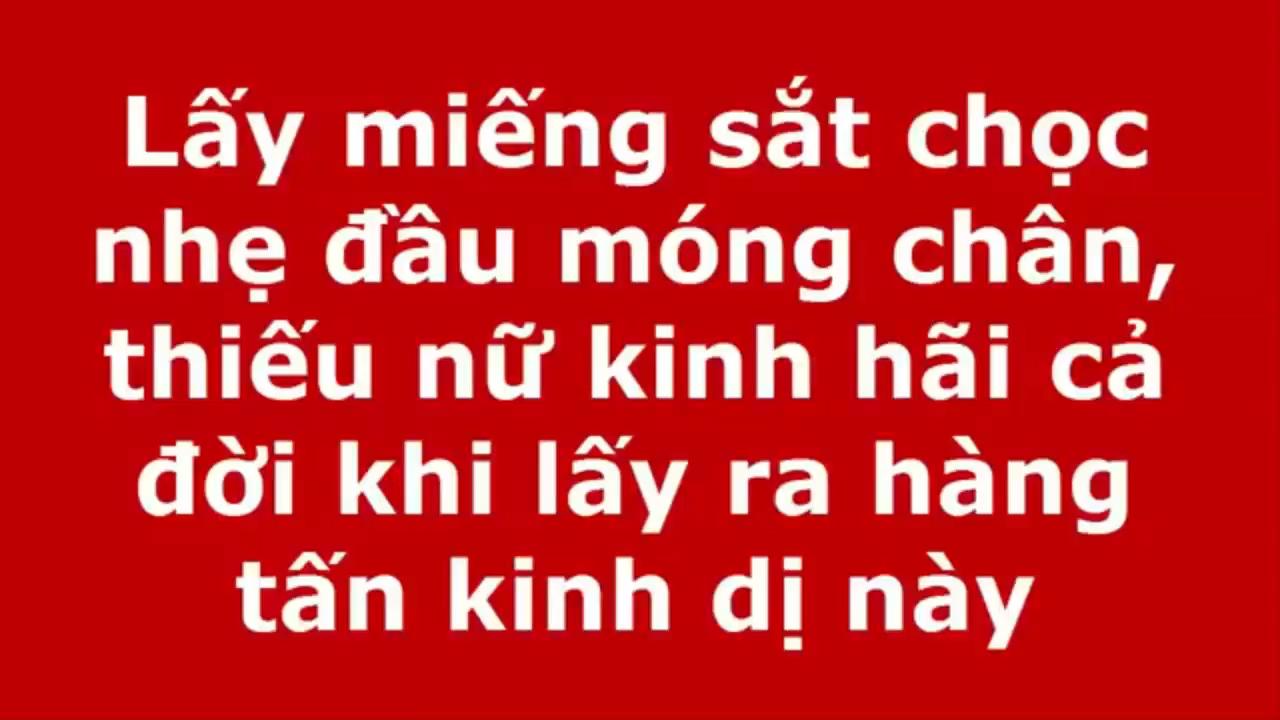 Lấy miếng sắt chọc
nhẹ đầu móng chân,
thiếu nữ kinh hãi cả
đời khi lấy ra hàng
tấn kinh dị này